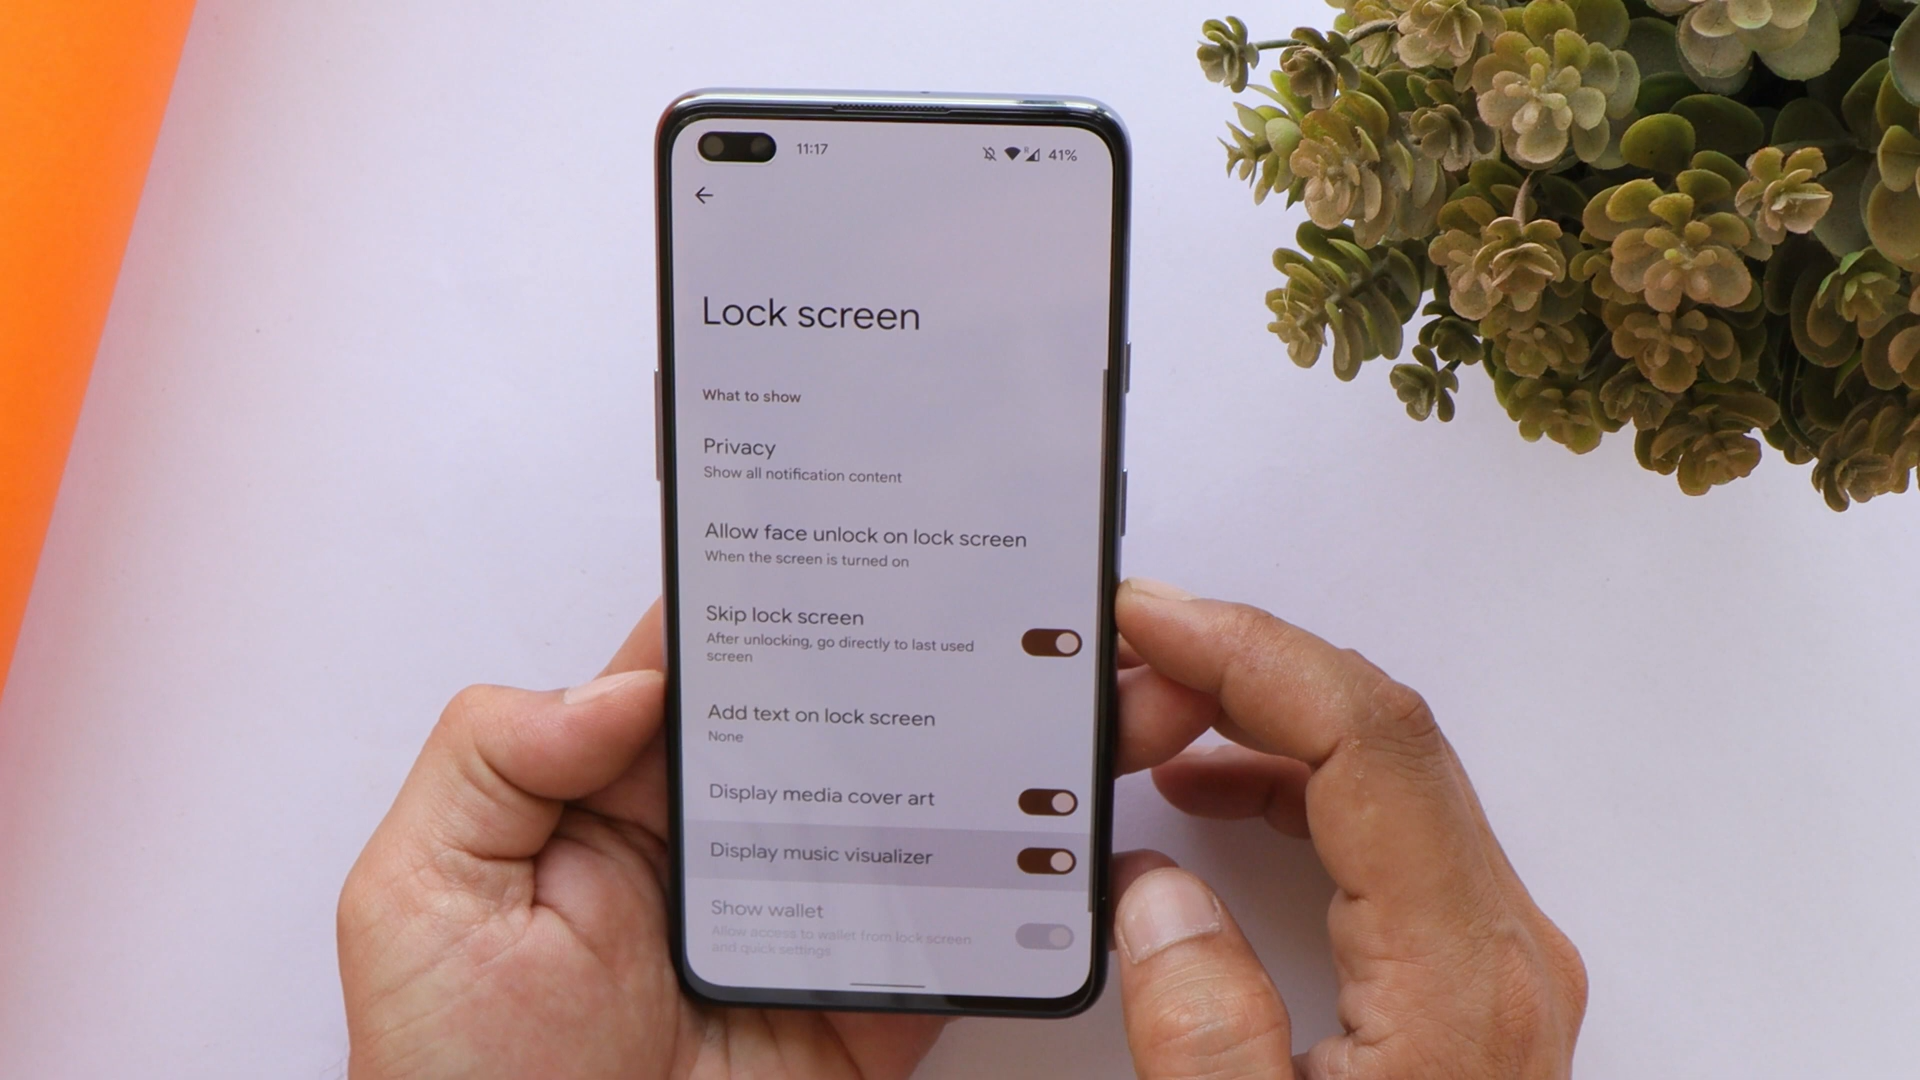 11:17
R
41%
Lock screen
What to show
Privacy
Show all notification content
Allow face unlock on lock screen
When the screen is turned on
Skip lock screen
After unlocking, go directly to last used
screen
Add text on lock screen
None
Display media cover art
Display music visualizer
Show wallet
Allow access to wallet from lock screen
and quick settings